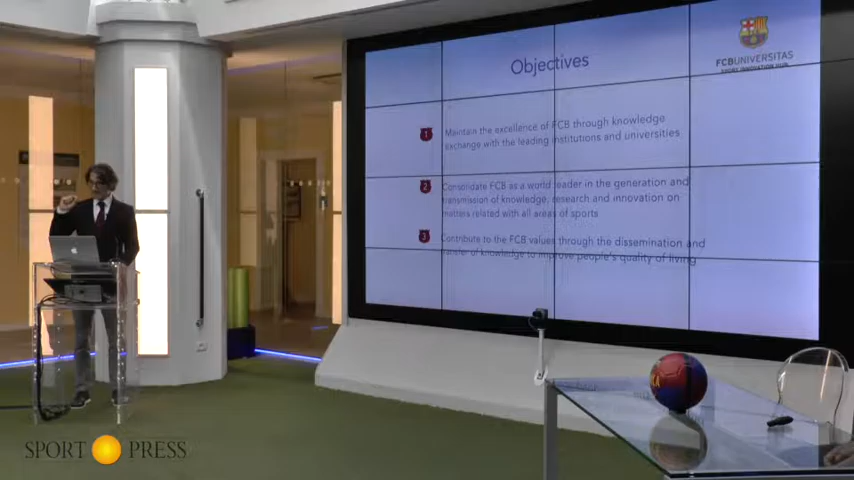 Objectives
FCBUNIVERSITAS
SPORT INNOVATION HUB
1
Maintain the excellence of FCB through knowledge
exchange with the leading institutions and universities
2
Consolidate FCB as a world leader in the generation and
transmission of knowledge, research and innovation on
matters related with all areas of sports
3
Contribute to the FCB values through the dissemination and
transfer of knowledge to improve people's quality of living
SPORT PRESS